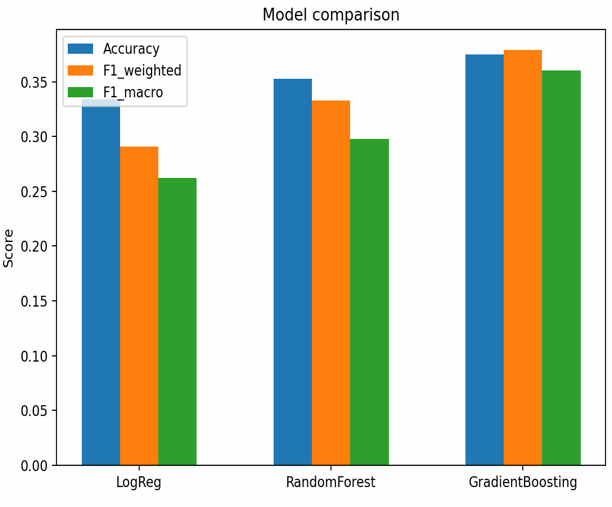 Model comparison
Accuracy
F1_weighted
F1_macro
0.35
0.30
0.25
0.20
0.15
0.10
0.05
0.00
Score
LogReg
RandomForest
GradientBoosting